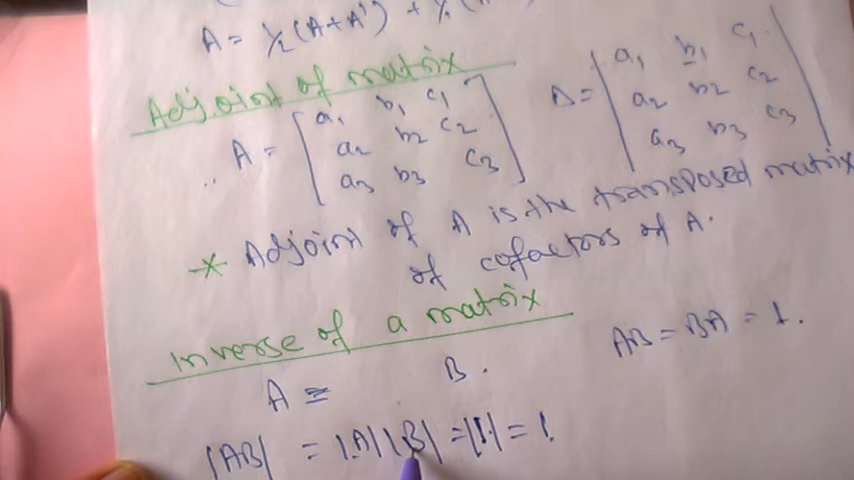 A = 1/2 (A+A') + 1/2 (A
Adjoint of matrix
A = [a1 b1 c1 Δ = |a1 b1 c1
a2 b2 c2 a2 b2 c2
a3 b3 c3] a3 b3 c3|
* Adjoint of A is the transposed matrix
of cofactors of A.
Inverse of a matrix
AB = BA = I.
A = B.
|AB| = |A| |B| = |I| = 1.